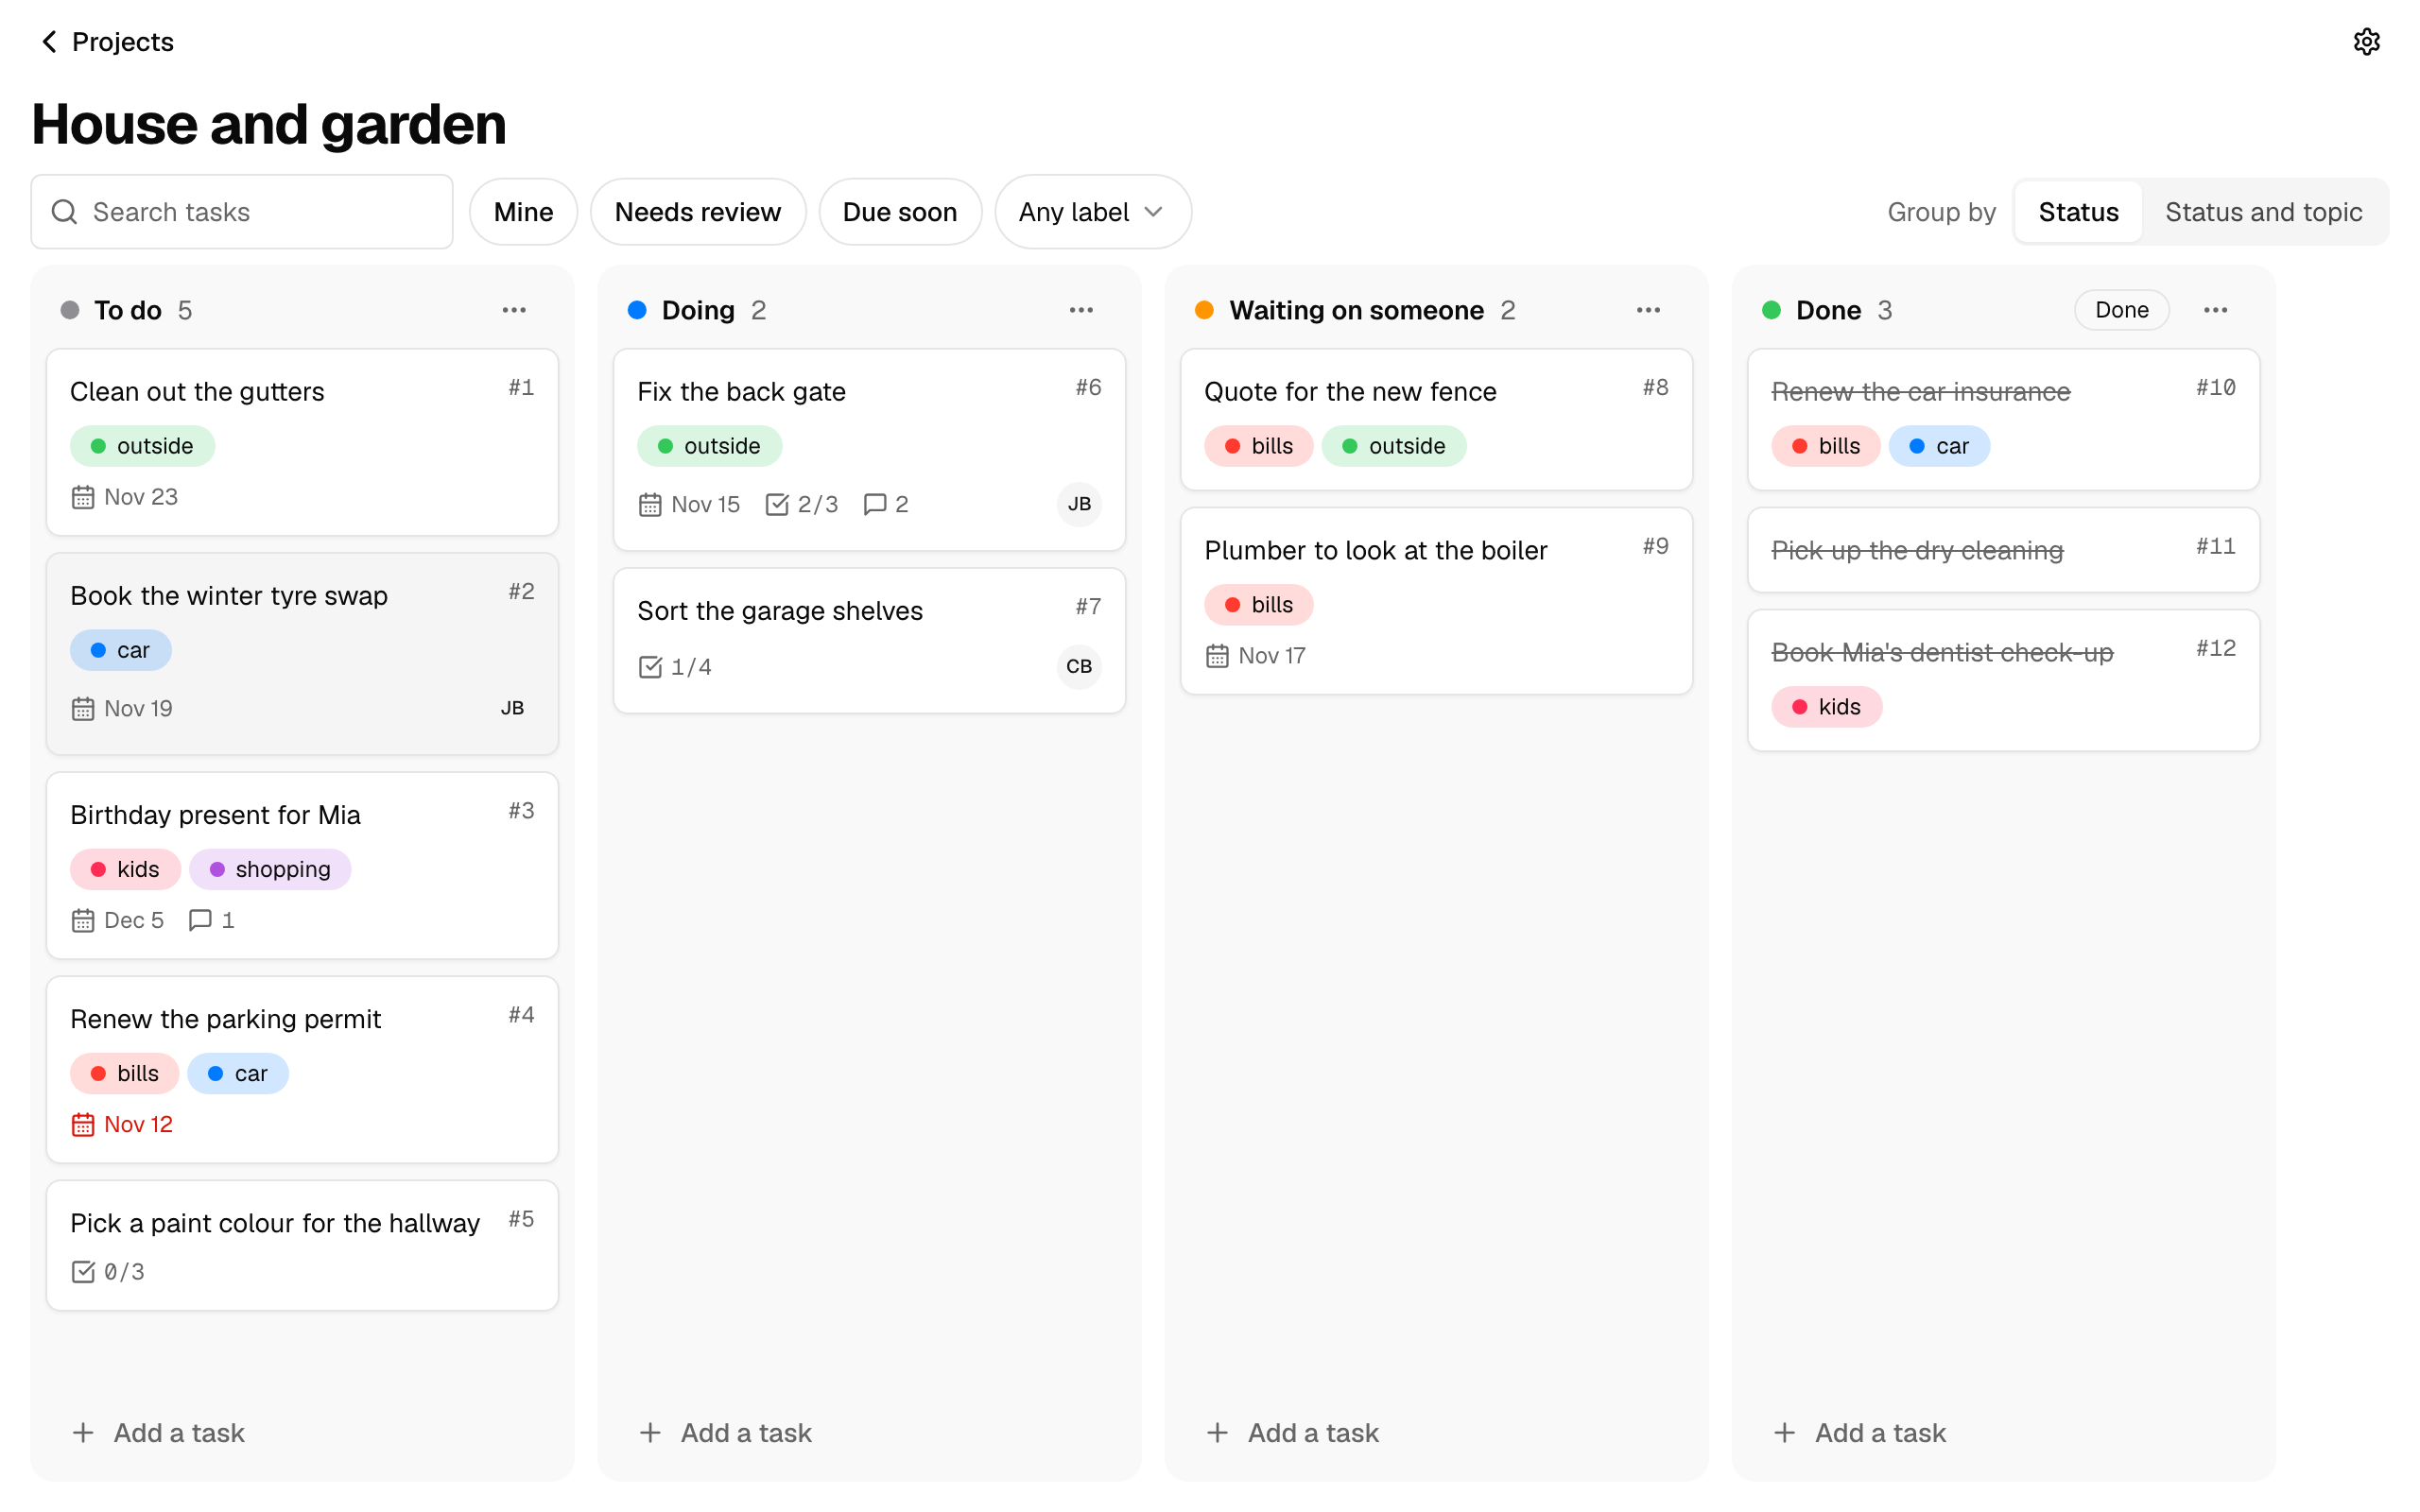 Projects
House and garden
Search tasks
Mine
Needs review
Due soon
Any label
Group by
Status
Status and topic
To do 5
Clean out the gutters #1
outside
Nov 23
Book the winter tyre swap #2
car
Nov 19 JB
Birthday present for Mia #3
kids shopping
Dec 5 1
Renew the parking permit #4
bills car
Nov 12
Pick a paint colour for the hallway #5
0/3
Add a task
Doing 2
Fix the back gate #6
outside
Nov 15 2/3 2 JB
Sort the garage shelves #7
1/4 CB
Add a task
Waiting on someone 2
Quote for the new fence #8
bills outside
Plumber to look at the boiler #9
bills
Nov 17
Add a task
Done 3 Done
Renew the car insurance #10
bills car
Pick up the dry cleaning #11
Book Mia's dentist check-up #12
kids
Add a task